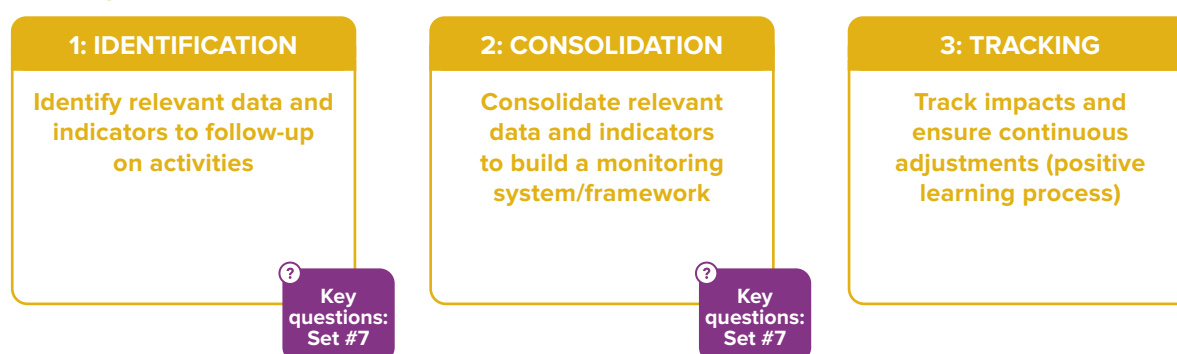 1: IDENTIFICATION
Identify relevant data and
indicators to follow-up
on activities
?
Key
questions:
Set #7
2: CONSOLIDATION
Consolidate relevant
data and indicators
to build a monitoring
system/framework
?
Key
questions:
Set #7
3: TRACKING
Track impacts and
ensure continuous
adjustments (positive
learning process)